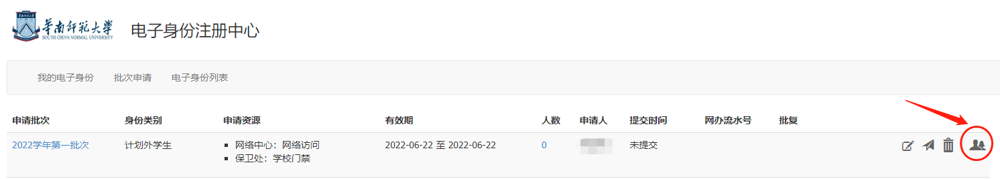 華南师范大學
SOUTH CHINA NORMAL UNIVERSITY
电子身份注册中心
我的电子身份 批次申请 电子身份列表
申请批次 身份类别 申请资源 有效期 人数 申请人 提交时间 网办流水号 批复
2022学年第一批次 计划外学生 网络中心：网络访问 2022-06-22 至 2022-06-22 0 未提交
保卫处：学校门禁